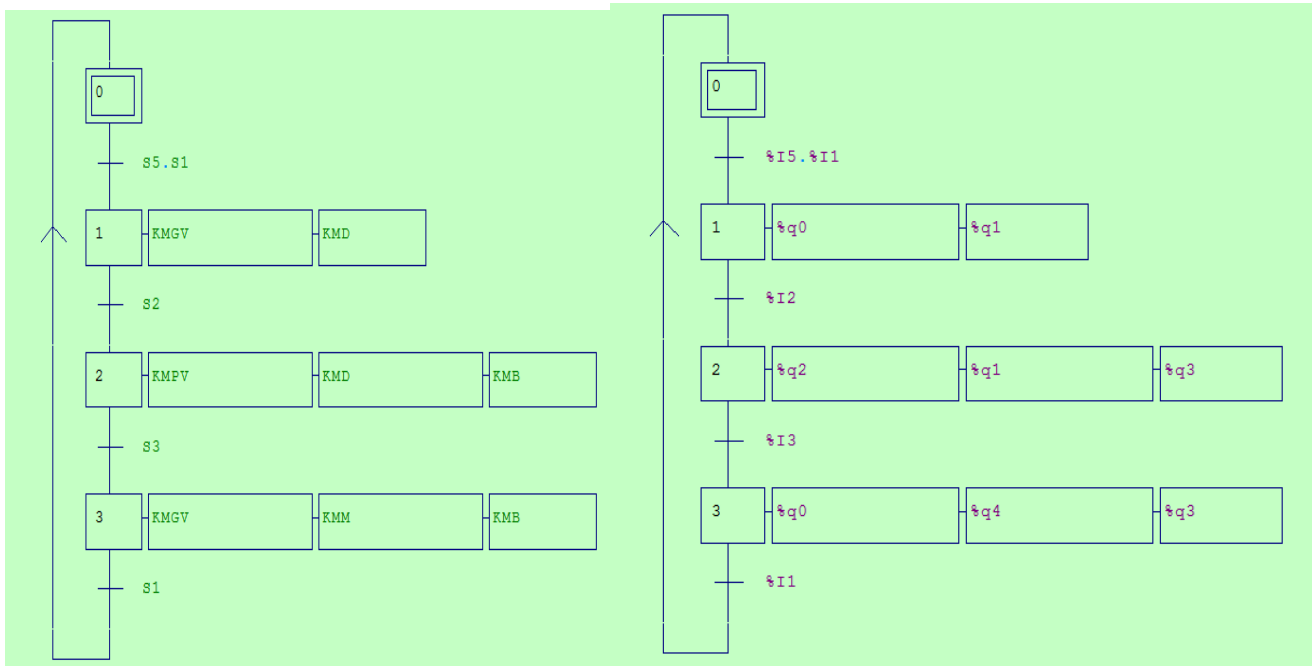 0
S5.S1
1 KMGV KMD
S2
2 KMPV KMD KMB
S3
3 KMGV KMM KMB
S1
0
%I5.%I1
1 %q0 %q1
%I2
2 %q2 %q1 %q3
%I3
3 %q0 %q4 %q3
%I1